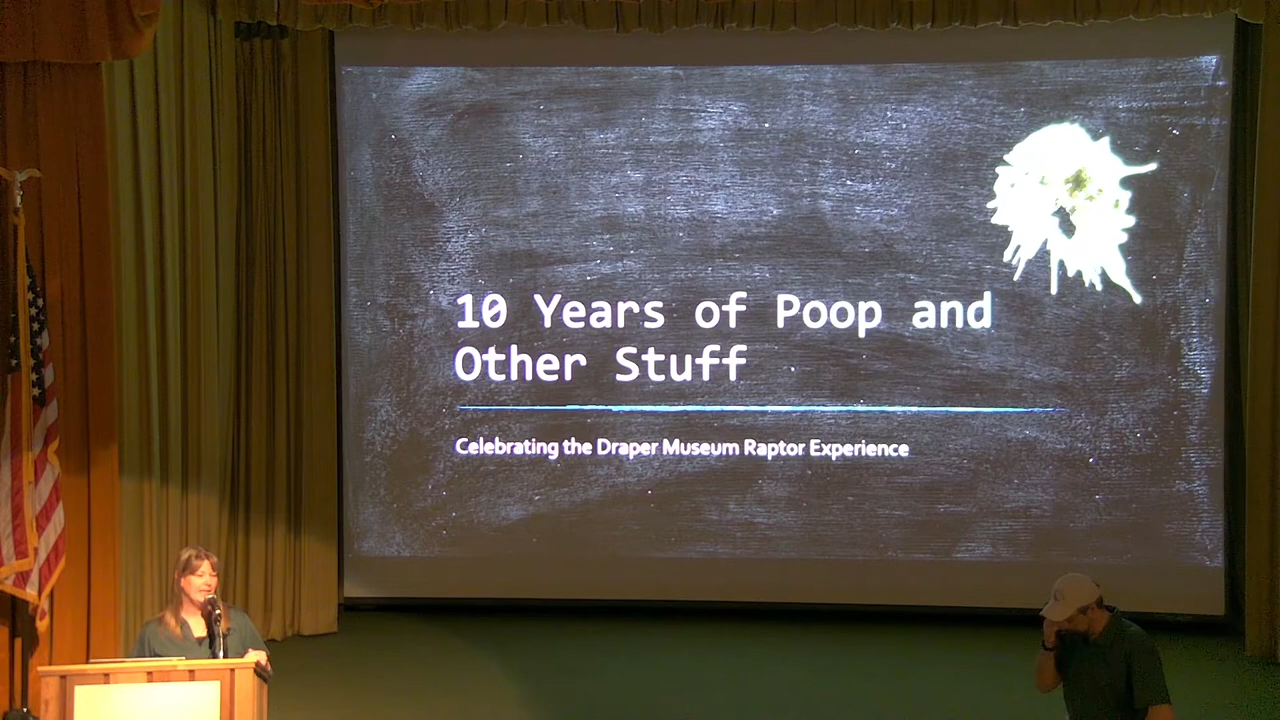 10 Years of Poop and
Other Stuff
Celebrating the Draper Museum Raptor Experience